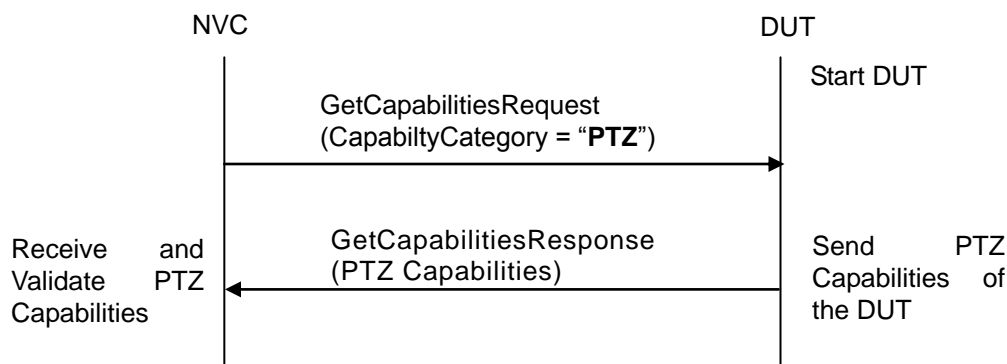 NVC
DUT
Start DUT
GetCapabilitiesRequest
(CapabiltyCategory = “PTZ”)
Receive and
Validate PTZ
Capabilities
GetCapabilitiesResponse
(PTZ Capabilities)
Send PTZ
Capabilities of
the DUT